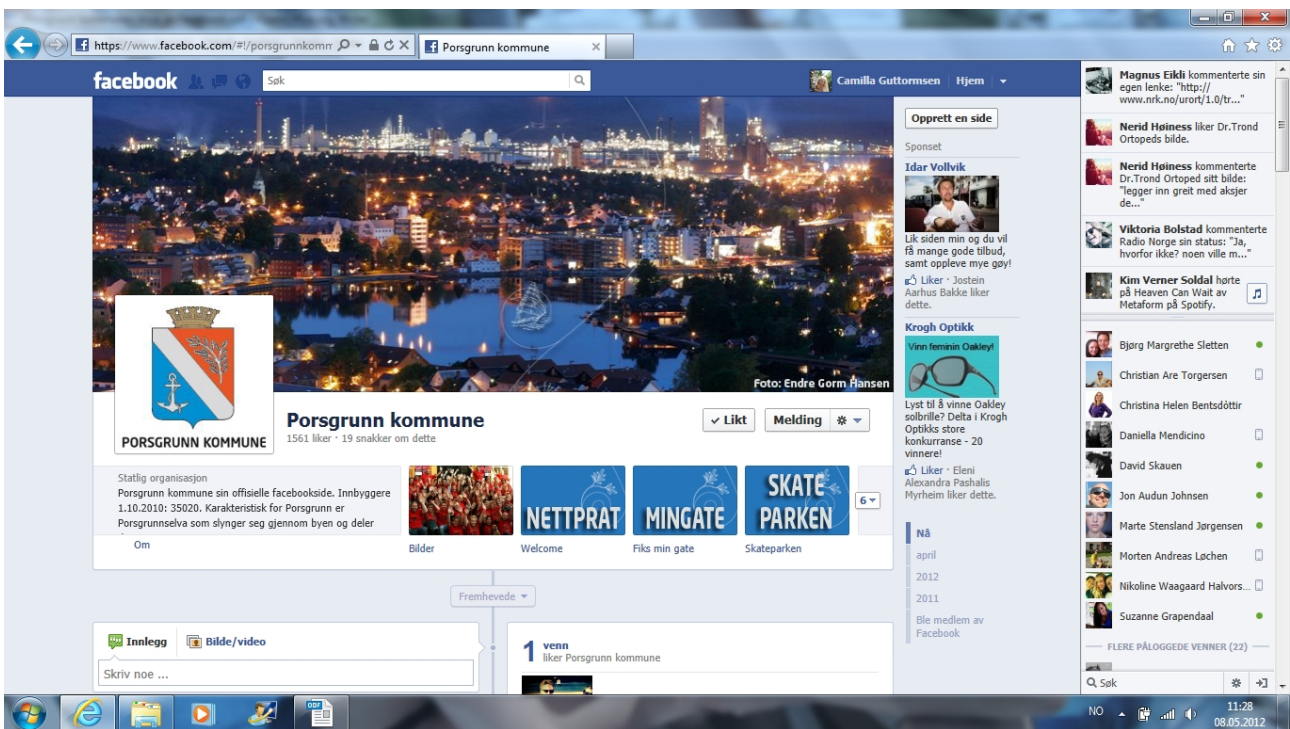 https://www.facebook.com/#!/porsgrunnkomm
Porsgrunn kommune
facebook
Søk
Camilla Guttormsen
Hjem
Foto: Endre Gorm Hansen
PORSGRUNN KOMMUNE
Porsgrunn kommune
1561 liker · 19 snakker om dette
Likt
Melding
Statlig organisasjon
Porsgrunn kommune sin offisielle facebookside. Innbyggere
1.10.2010: 35020. Karakteristisk for Porsgrunn er
Porsgrunnselva som slynger seg gjennom byen og deler
Om
Bilder
NETTPRAT
Welcome
MINGATE
Fiks min gate
SKATE
PARKEN
Skateparken
6
Fremhevede
Innlegg
Bilde/video
Skriv noe ...
1 venn
liker Porsgrunn kommune
Opprett en side
Sponset
Idar Vollvik
Lik siden min og du vil
få mange gode tilbud,
samt oppleve mye gøy!
Liker · Jostein
Aarhus Bakke liker
dette.
Krogh Optikk
Vinn feminin Oakley!
Lyst til å vinne Oakley
solbrille? Delta i Krogh
Optikks store
konkurranse - 20
vinnere!
Liker · Eleni
Alexandra Pashalis
Myrheim liker dette.
Nå
april
2012
2011
Ble medlem av
Facebook
Magnus Eikli kommenterte sin
egen lenke: "http://
www.nrk.no/urort/1.0/tr..."
Nerid Høiness liker Dr.Trond
Ortopeds bilde.
Nerid Høiness kommenterte
Dr.Trond Ortoped sitt bilde:
"legger inn greit med aksjer
de..."
Viktoria Bolstad kommenterte
Radio Norge sin status: "Ja,
hvorfor ikke? noen ville m..."
Kim Verner Soldal hørte
på Heaven Can Wait av
Metaform på Spotify.
Bjørg Margrethe Sletten
Christian Are Torgersen
Christina Helen Bentsdòttir
Daniella Mendicino
David Skauen
Jon Audun Johnsen
Marte Stensland Jørgensen
Morten Andreas Løchen
Nikoline Waagaard Halvors...
Suzanne Grapendaal
FLERE PÅLOGGEDE VENNER (22)
Søk
ODF
NO
11:28
08.05.2012